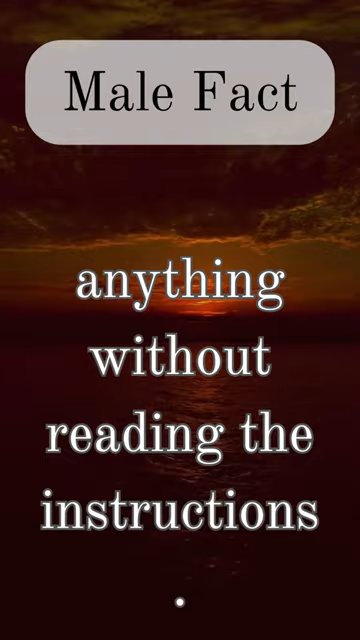 Male Fact
anything
without
reading the
instructions
.